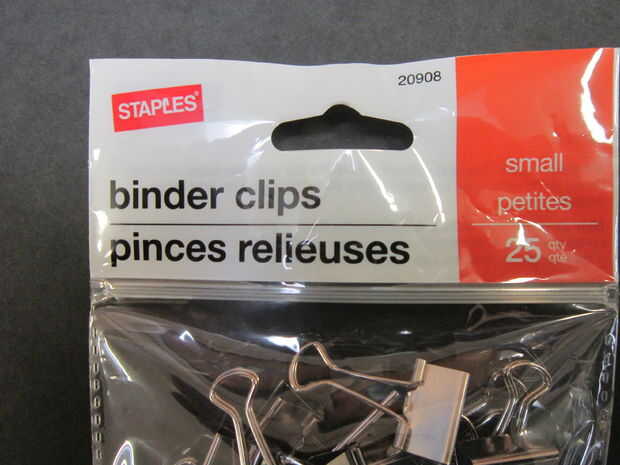 STAPLES®
20908
binder clips
pinces relieuses
small
petites
25 qty
qté